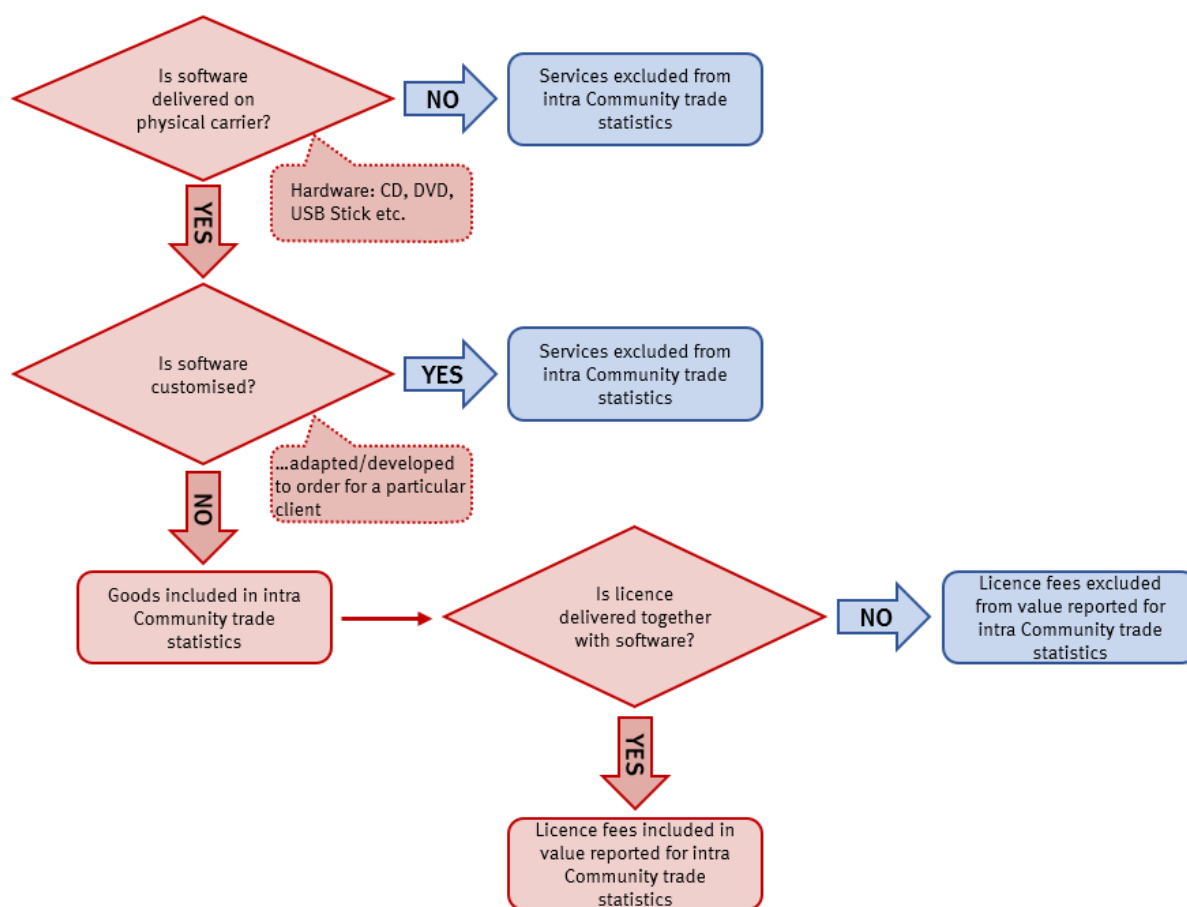 Is software
delivered on
physical carrier?
NO
Services excluded from
intra Community trade
statistics
Hardware: CD, DVD,
USB Stick etc.
YES
Is software
customised?
YES
Services excluded from
intra Community trade
statistics
...adapted/developed
to order for a particular
client
NO
Goods included in intra
Community trade
statistics
Is licence
delivered together
with software?
NO
Licence fees excluded
from value reported for
intra Community trade
statistics
YES
Licence fees included in
value reported for intra
Community trade
statistics